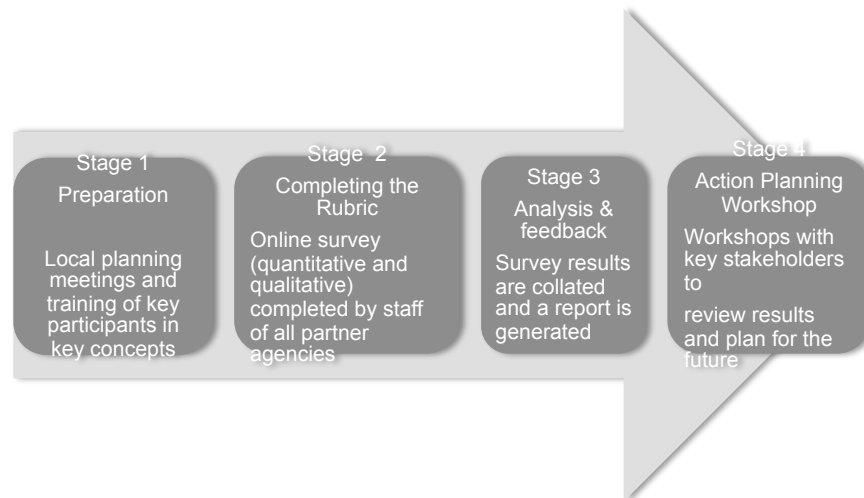 Stage 1
Preparation
Local planning
meetings and
training of key
participants in
key concepts
Stage 2
Completing the
Rubric
Online survey
(quantitative and
qualitative)
completed by staff
of all partner
agencies
Stage 3
Analysis &
feedback
Survey results
are collated
and a report is
generated
Stage 4
Action Planning
Workshop
Workshops with
key stakeholders
to
review results
and plan for the
future